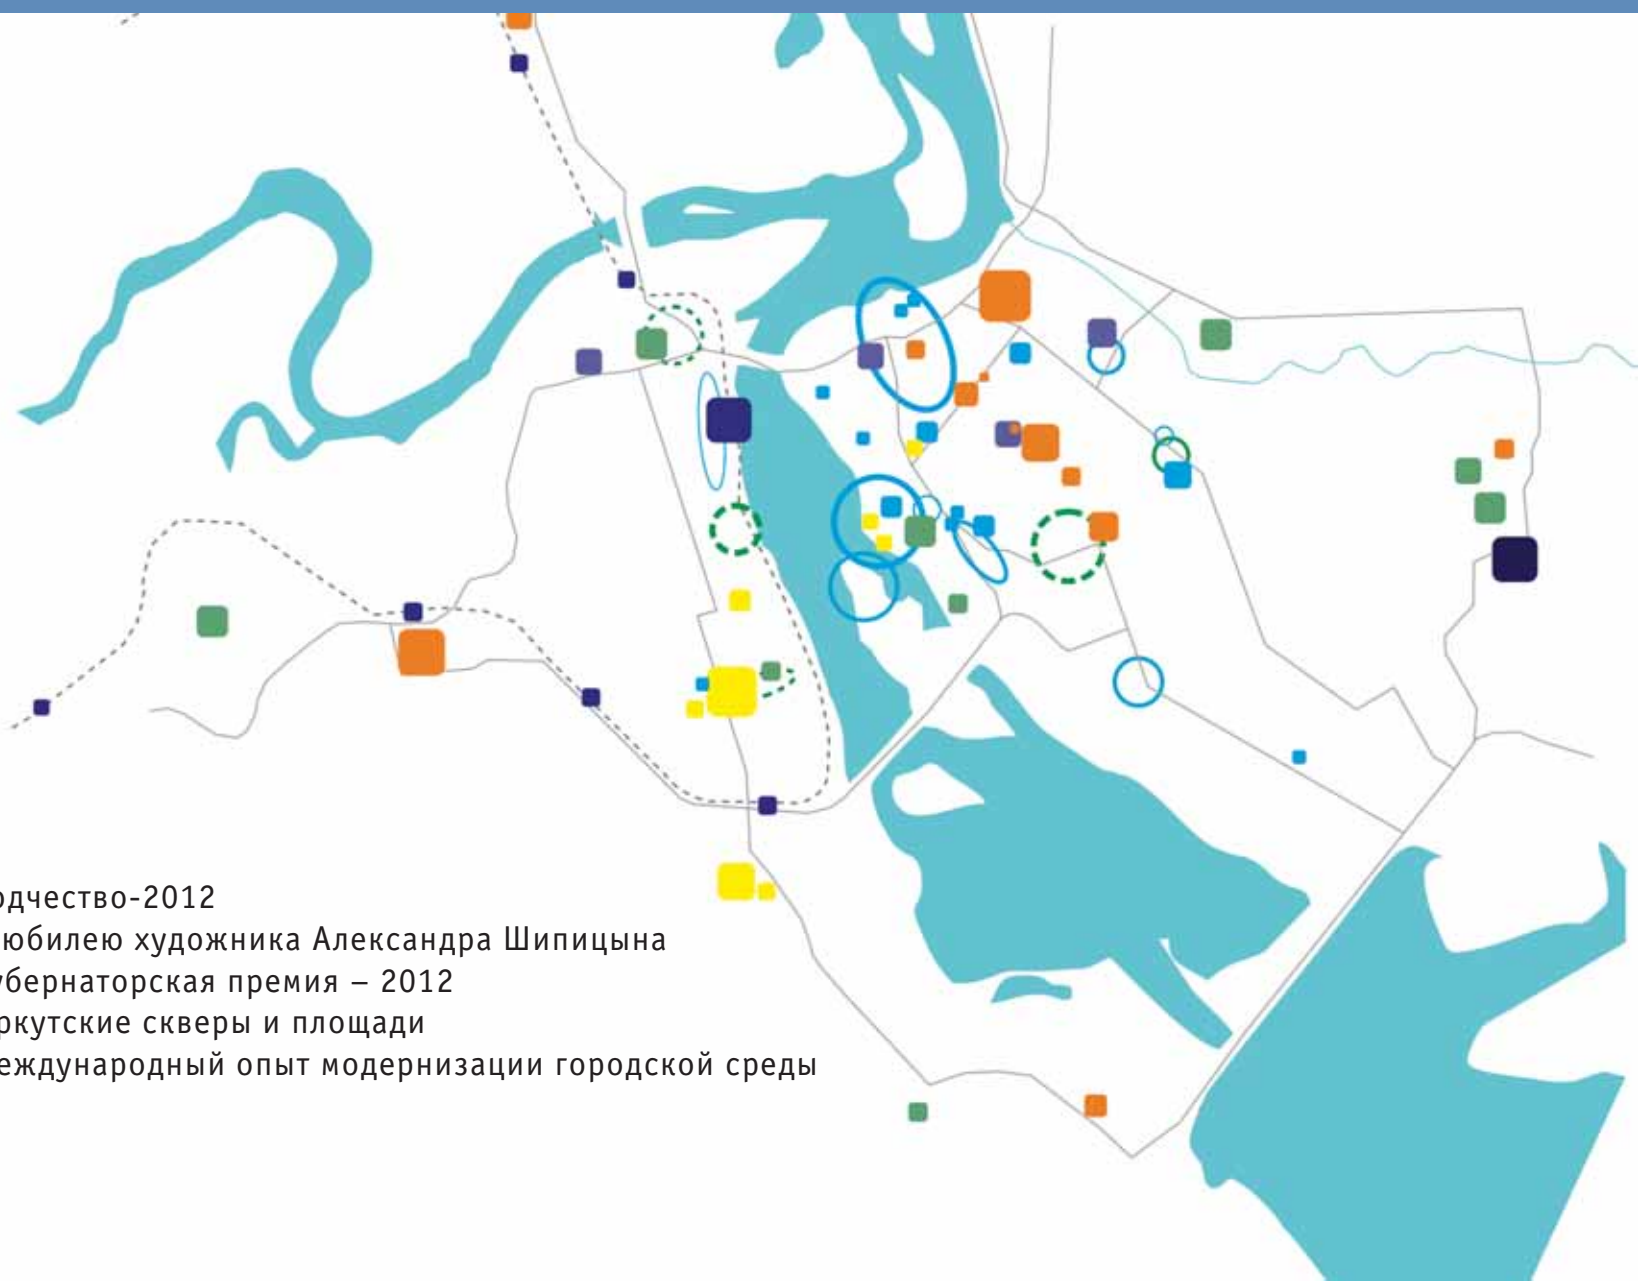 одчество-2012
юбилею художника Александра Шипицына
убернаторская премия – 2012
ркутские скверы и площади
еждународный опыт модернизации городской среды